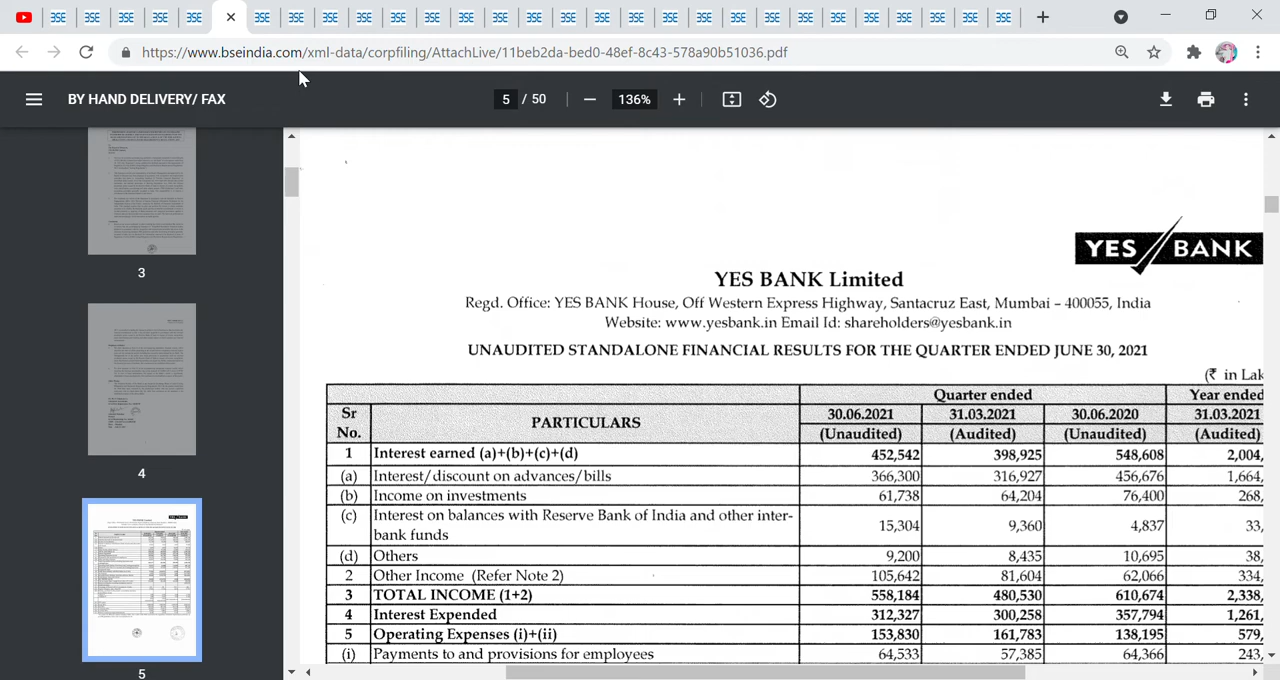 https://www.bseindia.com/xml-data/corpfiling/AttachLive/11beb2da-bed0-48ef-8c43-578a90b51036.pdf
BY HAND DELIVERY/ FAX
5 / 50
136%
3
4
5
YES BANK
YES BANK Limited
Regd. Office: YES BANK House, Off Western Express Highway, Santacruz East, Mumbai – 400055, India
Website: www.yesbank.in Email Id: shareholders@yesbank.in
UNAUDITED STANDALONE FINANCIAL RESULTS FOR THE QUARTER ENDED JUNE 30, 2021
(₹ in Lak
Quarter ended Year ended
Sr No. PARTICULARS 30.06.2021 31.03.2021 30.06.2020 31.03.2021
(Unaudited) (Audited) (Unaudited) (Audited)
1 Interest earned (a)+(b)+(c)+(d) 452,542 398,925 548,608 2,004,
(a) Interest/discount on advances/bills 366,300 316,927 456,676 1,664,
(b) Income on investments 61,738 64,204 76,400 268,
(c) Interest on balances with Reserve Bank of India and other inter-
bank funds 15,304 9,360 4,837 33,
(d) Others 9,200 8,435 10,695 38,
2 Other Income (Refer Note 2) 105,642 81,604 62,066 334,
3 TOTAL INCOME (1+2) 558,184 480,530 610,674 2,338,
4 Interest Expended 312,327 300,258 357,794 1,261,
5 Operating Expenses (i)+(ii) 153,830 161,783 138,195 579,
(i) Payments to and provisions for employees 64,533 57,385 64,366 243,